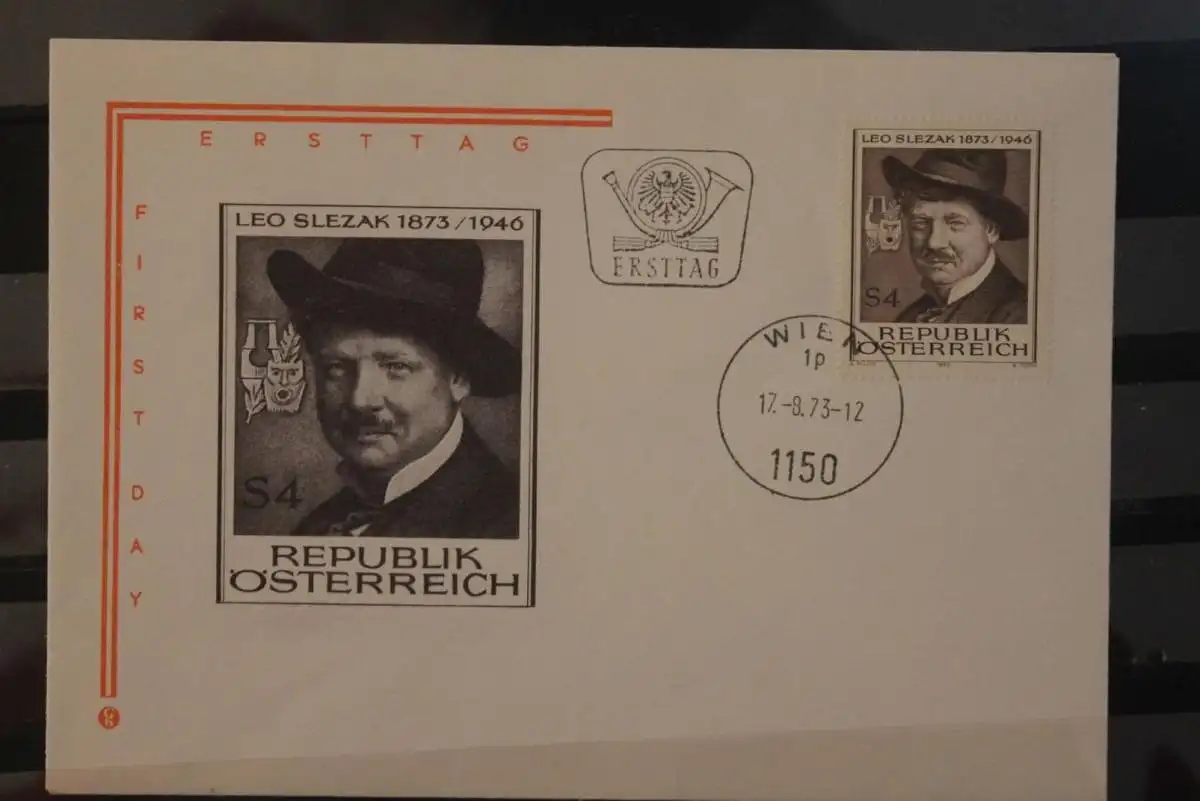 ERSTTAG
FIRST DAY
LEO SLEZAK 1873/1946
S4
REPUBLIK
ÖSTERREICH
ERSTTAG
LEO SLEZAK 1873/1946
S4
REPUBLIK
ÖSTERREICH
WIEN
1p
17.-8.73-12
1150